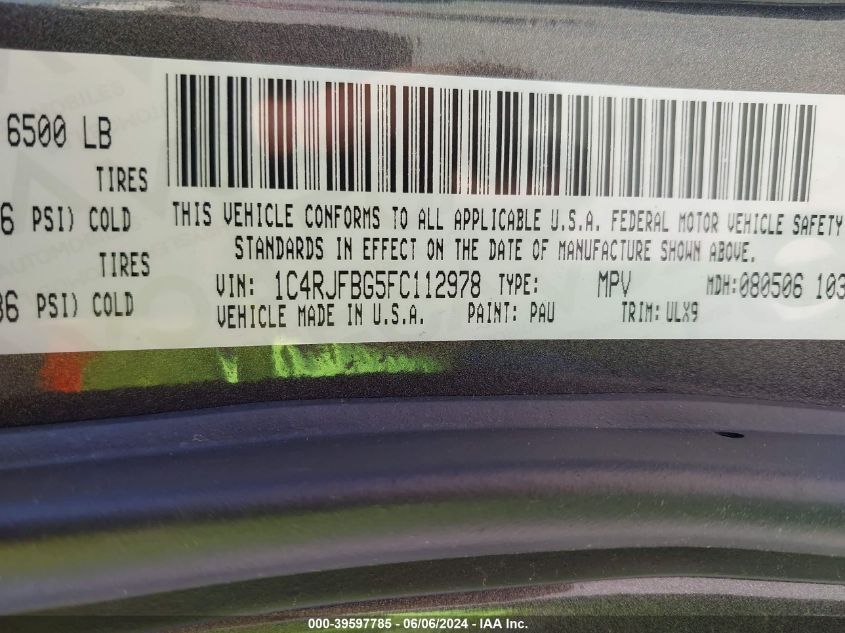 6500 LB
TIRES
6 PSI) COLD
TIRES
36 PSI) COLD
THIS VEHICLE CONFORMS TO ALL APPLICABLE U.S.A. FEDERAL MOTOR VEHICLE SAFETY
STANDARDS IN EFFECT ON THE DATE OF MANUFACTURE SHOWN ABOVE.
VIN: 1C4RJFBG5FC112978 TYPE: MPV MDH:080506 103
VEHICLE MADE IN U.S.A. PAINT: PAU TRIM: ULX9
000-39597785 - 06/06/2024 - IAA Inc.